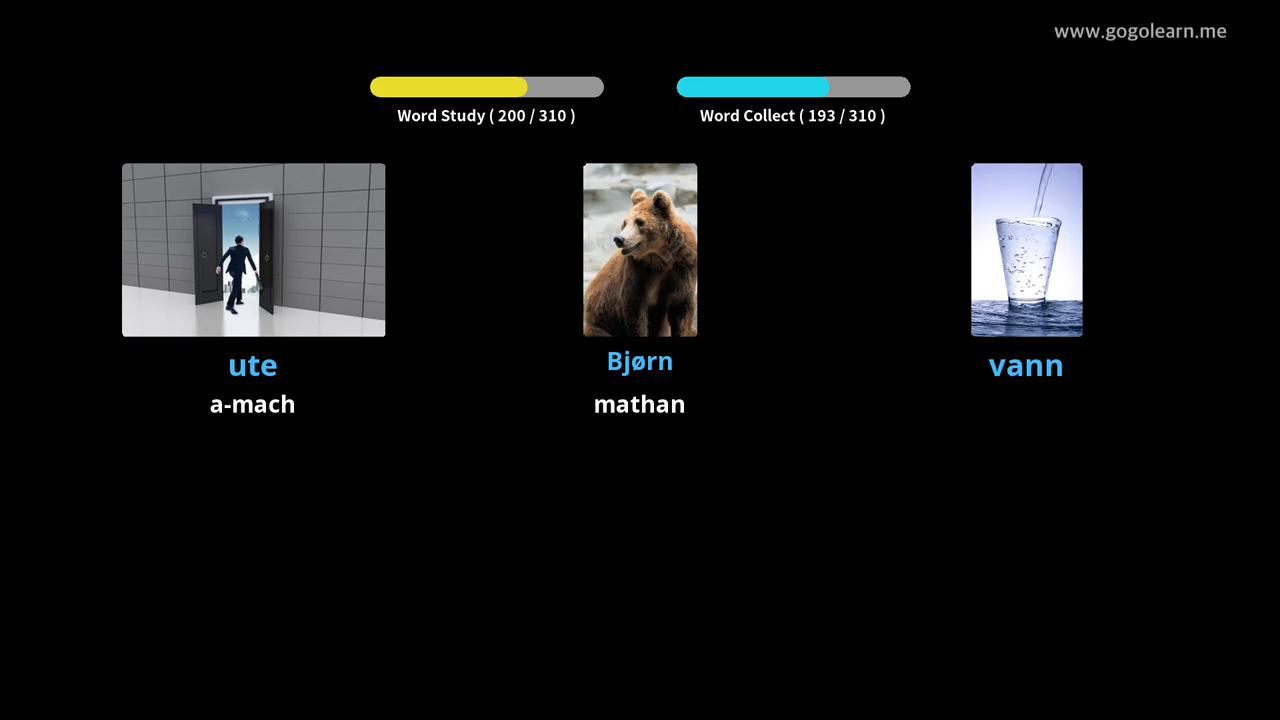 www.gogolearn.me
Word Study ( 200 / 310 )
Word Collect ( 193 / 310 )
ute
Bjørn
vann
a-mach
mathan